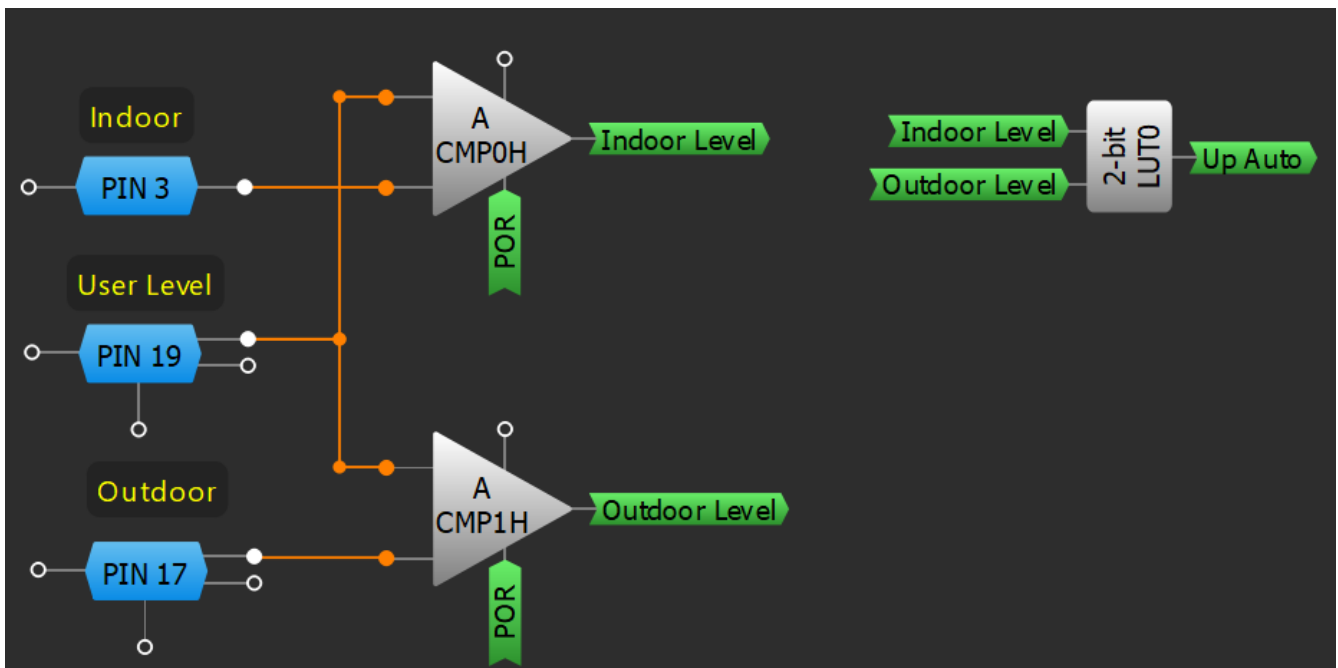 Indoor
PIN 3
A
CMP0H
POR
Indoor Level
User Level
PIN 19
Outdoor
PIN 17
A
CMP1H
POR
Outdoor Level
Indoor Level
Outdoor Level
2-bit
LUT0
Up Auto